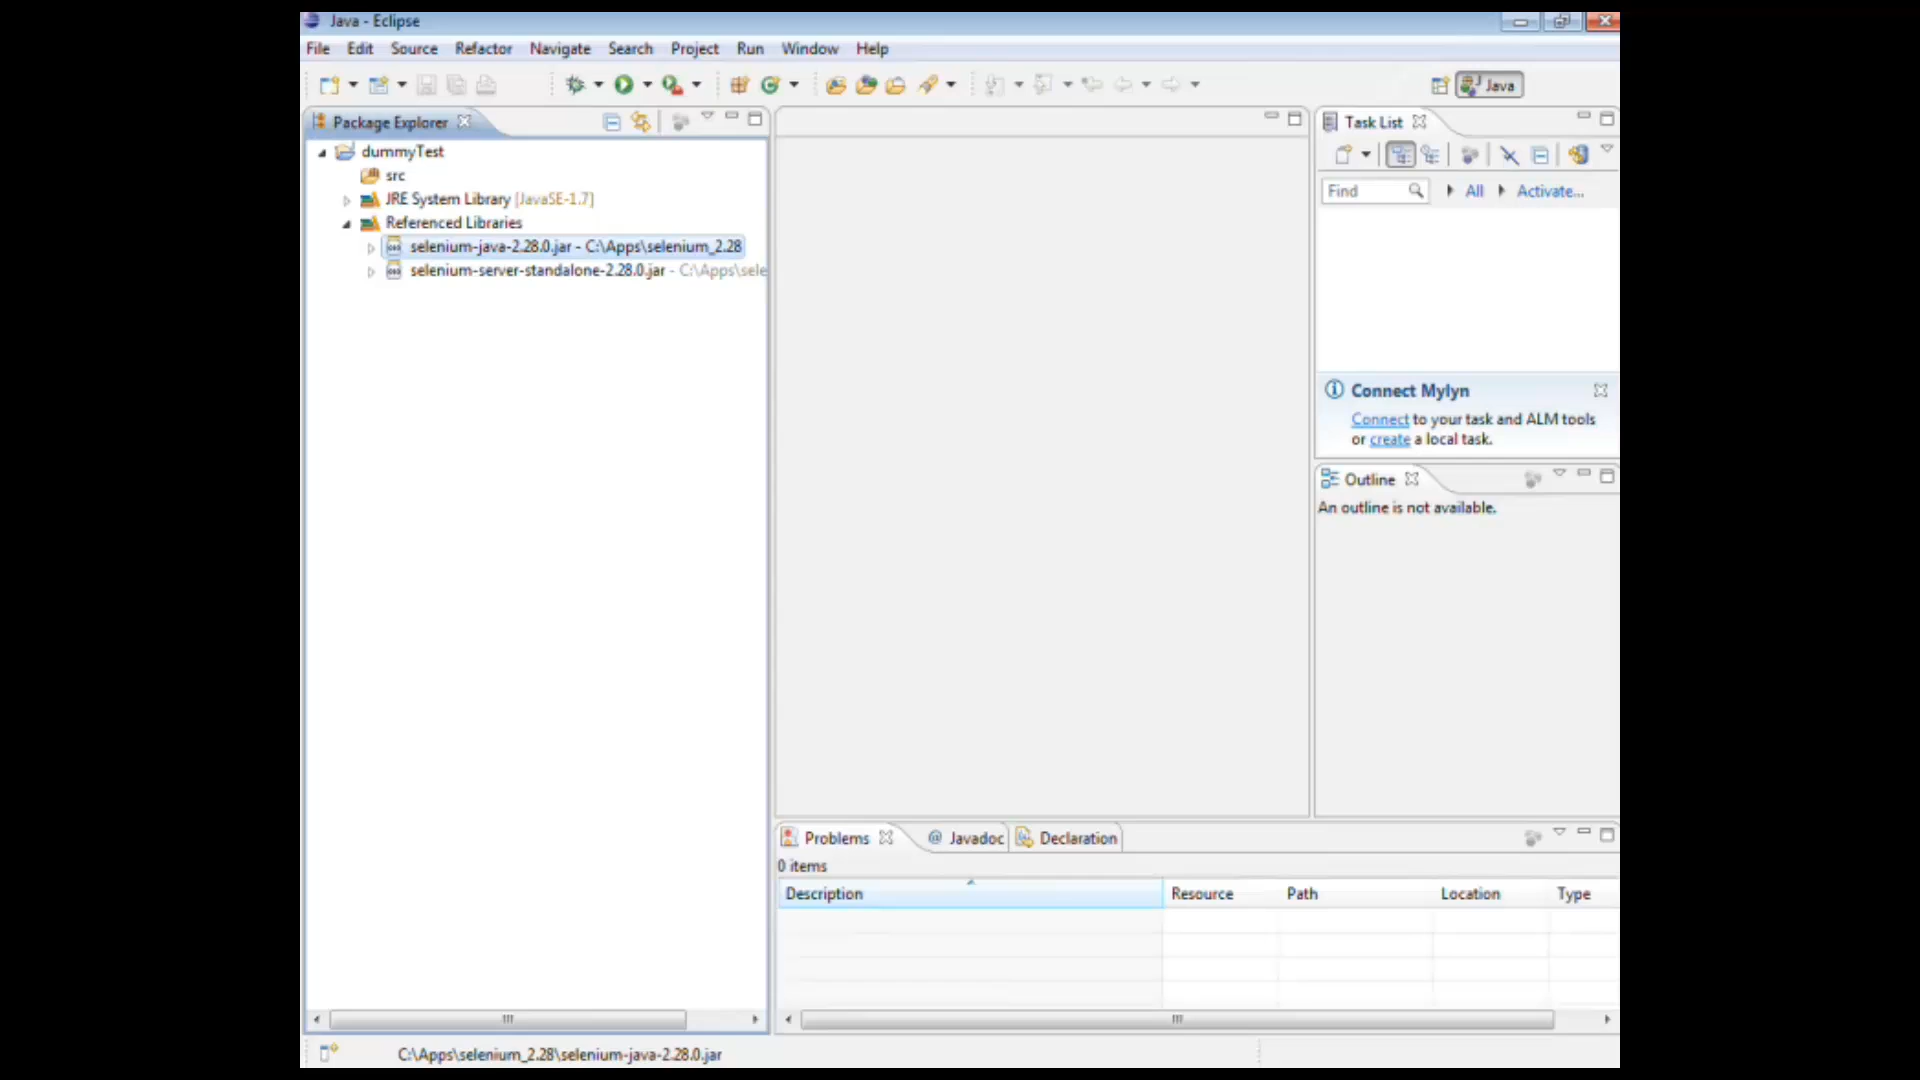 Java - Eclipse
File Edit Source Refactor Navigate Search Project Run Window Help
Java
Package Explorer
dummyTest
src
JRE System Library [JavaSE-1.7]
Referenced Libraries
selenium-java-2.28.0.jar - C:\Apps\selenium_2.28
selenium-server-standalone-2.28.0.jar - C:\Apps\sele
Task List
Find All Activate...
Connect Mylyn
Connect to your task and ALM tools
or create a local task.
Outline
An outline is not available.
Problems @ Javadoc Declaration
0 items
Description Resource Path Location Type
C:\Apps\selenium_2.28\selenium-java-2.28.0.jar